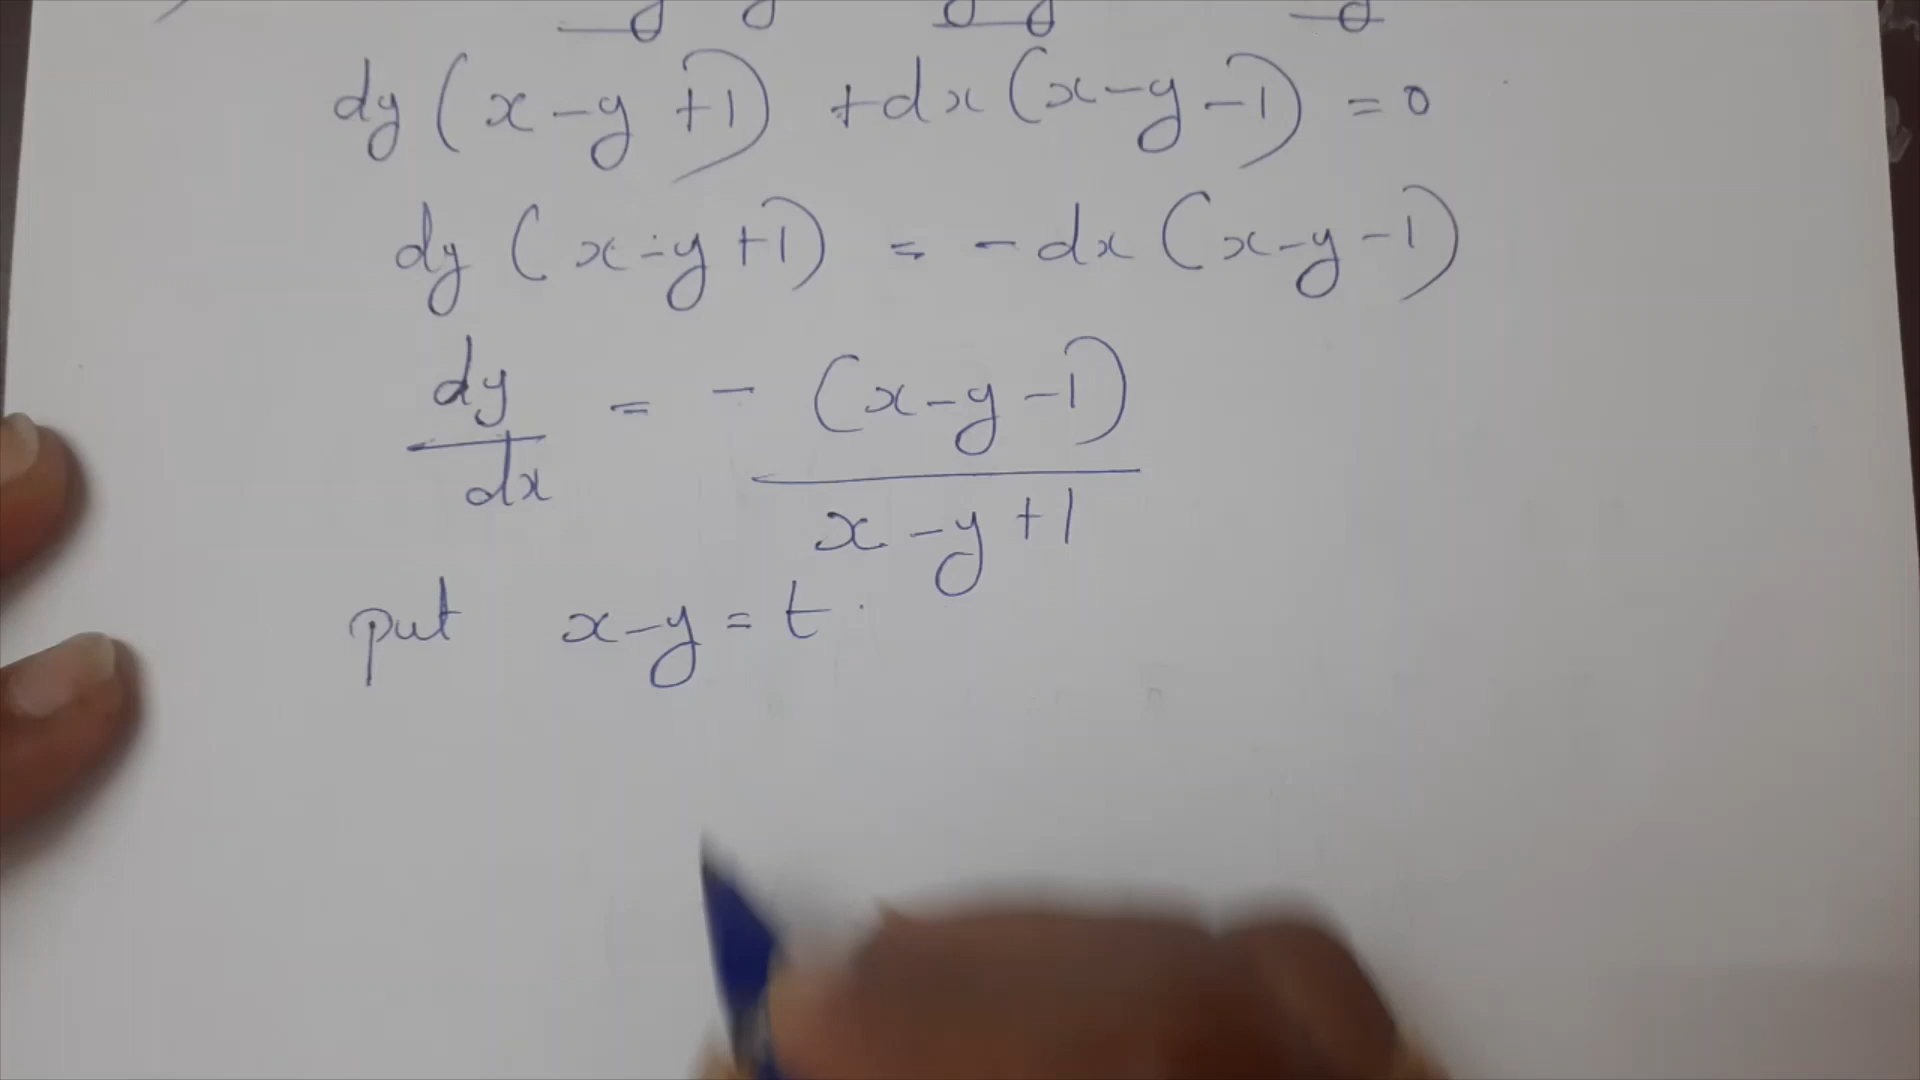 dy (x-y+1) +dx (x-y-1) = 0
dy (x-y+1) = -dx (x-y-1)
dy/dx = - (x-y-1)/x-y+1
put x-y = t.